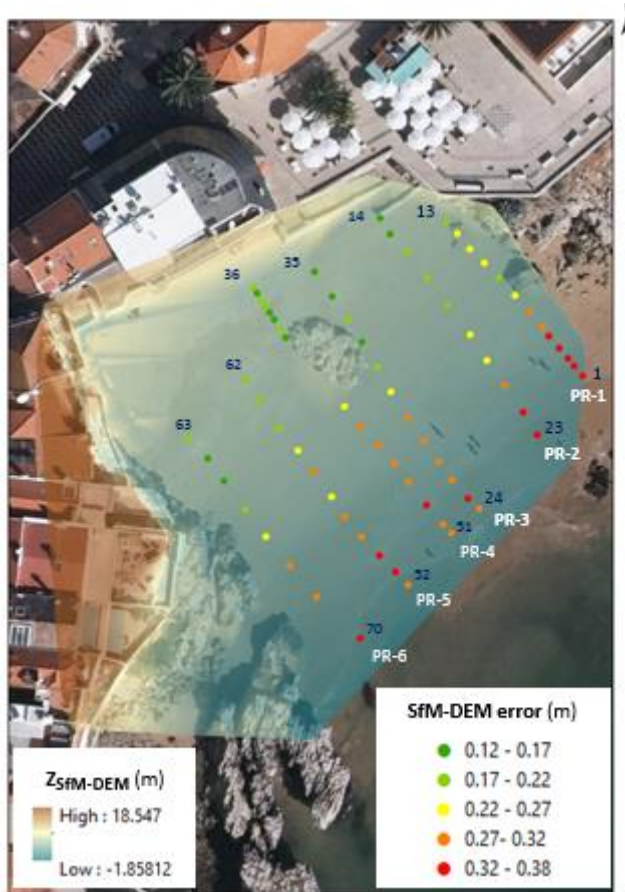 14
13
35
36
1
PR-1
62
23
PR-2
63
24
PR-3
51
PR-4
52
PR-5
70
PR-6
SfM-DEM error (m)
0.12 - 0.17
0.17 - 0.22
0.22 - 0.27
0.27- 0.32
0.32 - 0.38
ZSfM-DEM (m)
High : 18.547
Low : -1.85812